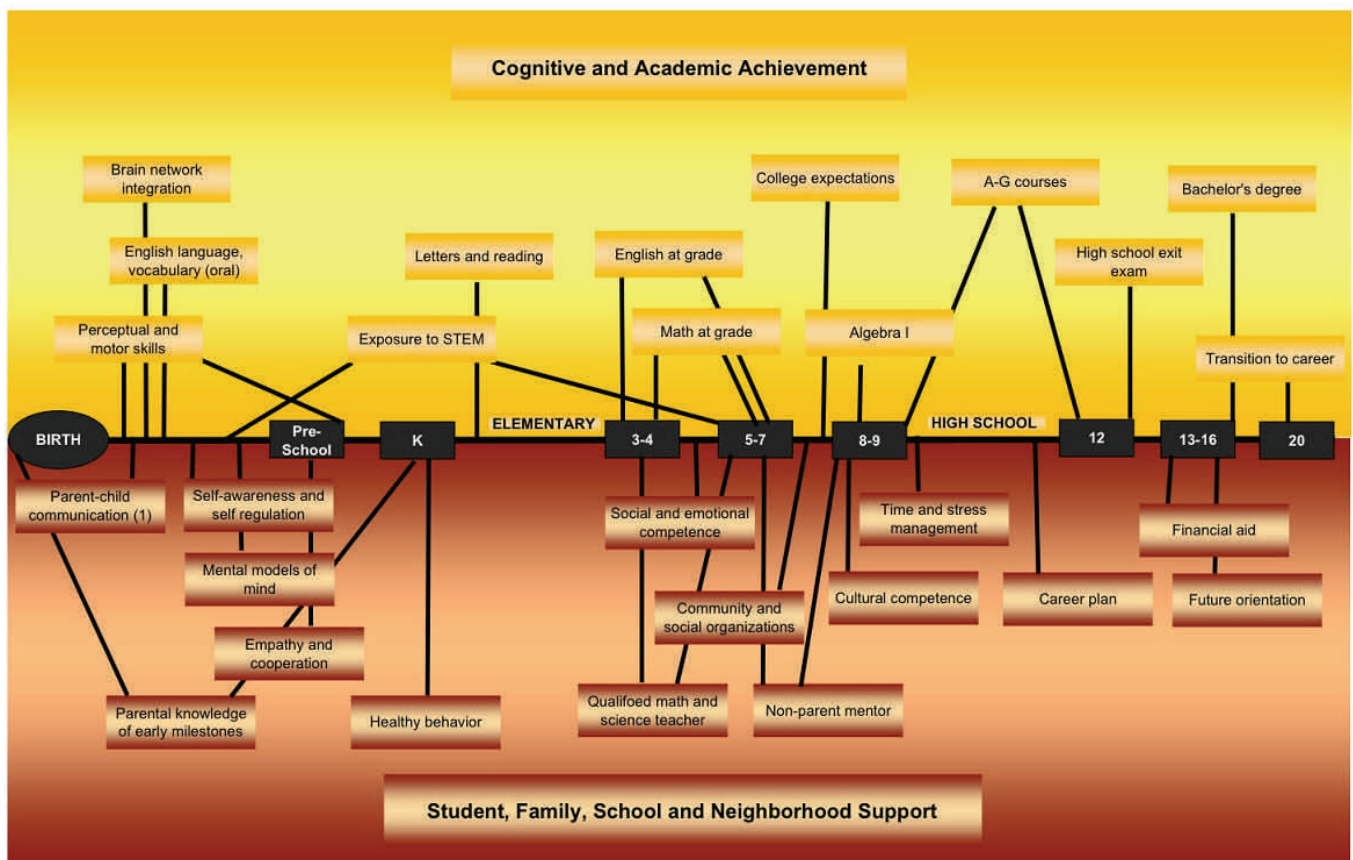 Cognitive and Academic Achievement
Brain network
integration
College expectations
A-G courses
Bachelor's degree
English language,
vocabulary (oral)
Letters and reading
English at grade
High school exit
exam
Perceptual and
motor skills
Exposure to STEM
Math at grade
Algebra I
Transition to career
BIRTH
Pre-
School
K
ELEMENTARY
3-4
5-7
8-9
HIGH SCHOOL
12
13-16
20
Parent-child
communication (1)
Self-awareness and
self regulation
Social and emotional
competence
Time and stress
management
Financial aid
Mental models of
mind
Community and
social organizations
Cultural competence
Career plan
Future orientation
Empathy and
cooperation
Parental knowledge
of early milestones
Healthy behavior
Qualifoed math and
science teacher
Non-parent mentor
Student, Family, School and Neighborhood Support